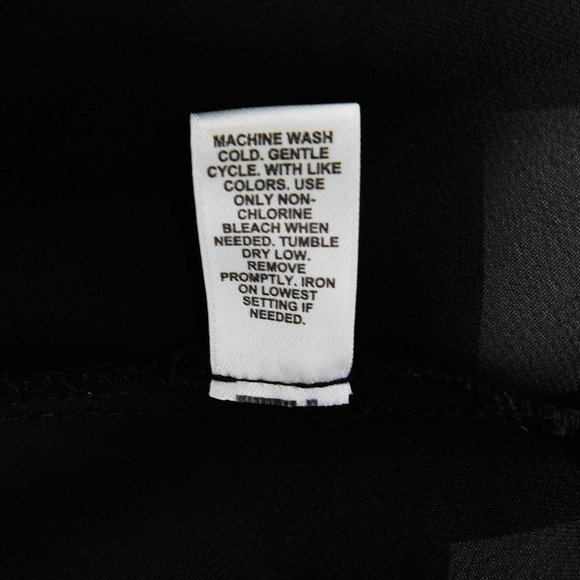 MACHINE WASH
COLD. GENTLE
CYCLE. WITH LIKE
COLORS. USE
ONLY NON-
CHLORINE
BLEACH WHEN
NEEDED. TUMBLE
DRY LOW.
REMOVE
PROMPTLY. IRON
ON LOWEST
SETTING IF
NEEDED.